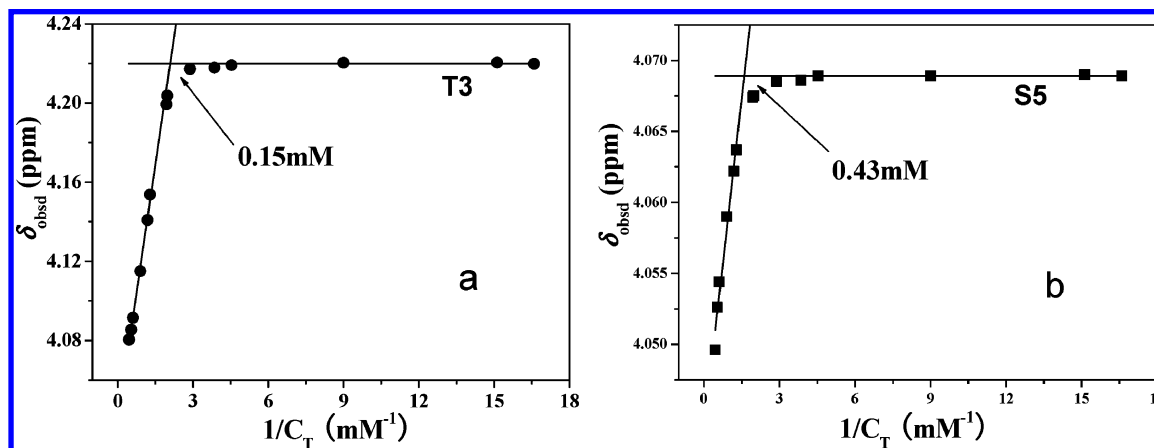 4.24
4.20
4.16
4.12
4.08
δobsd (ppm)
T3
0.15mM
a
0 3 6 9 12 15 18
1/CT (mM-1)
4.070
4.065
4.060
4.055
4.050
δobsd (ppm)
S5
0.43mM
b
0 3 6 9 12 15 18
1/CT (mM-1)